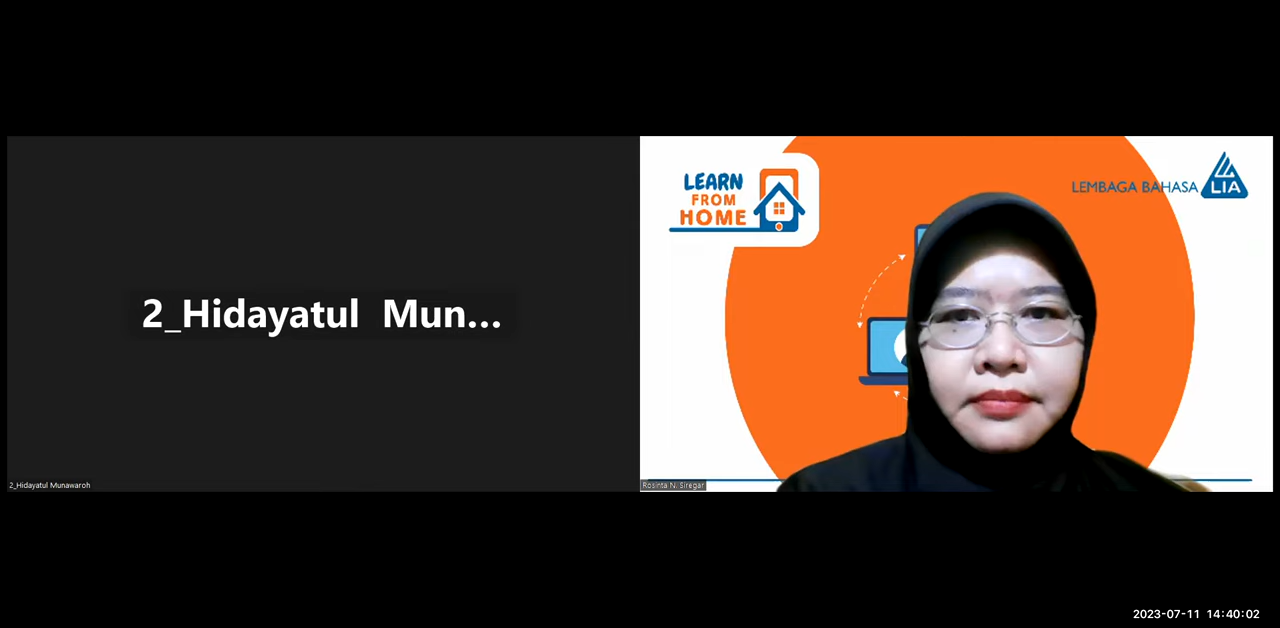 LEARN
FROM
HOME
LEMBAGA BAHASA
LIA
2_Hidayatul Mun...
2_Hidayatul Munawaroh
Rosinta N. Siregar
2023-07-11 14:40:02